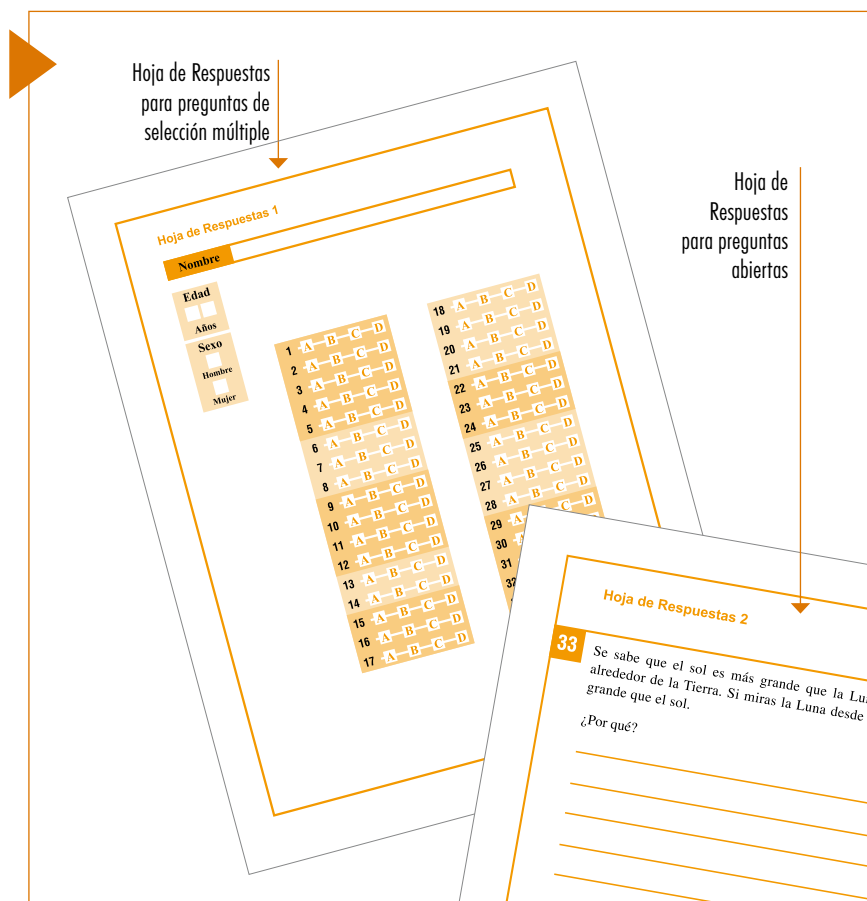 Hoja de Respuestas
para preguntas de
selección múltiple
Hoja de
Respuestas
para preguntas
abiertas
Hoja de Respuestas 1
Nombre
Edad
Años
Sexo
Hombre
Mujer
1 A B C D
2 A B C D
3 A B C D
4 A B C D
5 A B C D
6 A B C D
7 A B C D
8 A B C D
9 A B C D
10 A B C D
11 A B C D
12 A B C D
13 A B C D
14 A B C D
15 A B C D
16 A B C D
17 A B C D
18 A B C D
19 A B C D
20 A B C D
21 A B C D
22 A B C D
23 A B C D
24 A B C D
25 A B C D
26 A B C D
27 A B C D
28 A B C D
29 A C D
30
31
32
Hoja de Respuestas 2
33
Se sabe que el sol es más grande que la
alrededor de la Tierra. Si miras la Luna desde
grande que el sol.
¿Por qué?